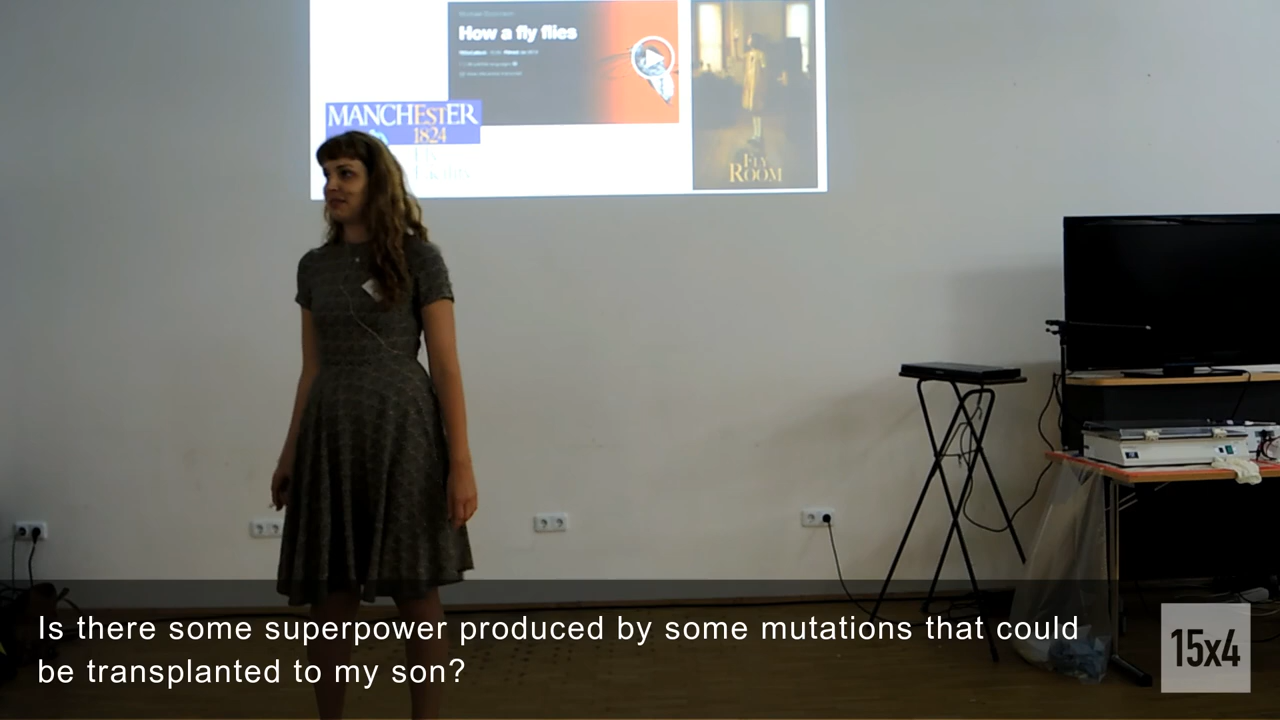 How a fly flies
MANCHESTER
1824
FLY
ROOM
Is there some superpower produced by some mutations that could
be transplanted to my son?
15x4